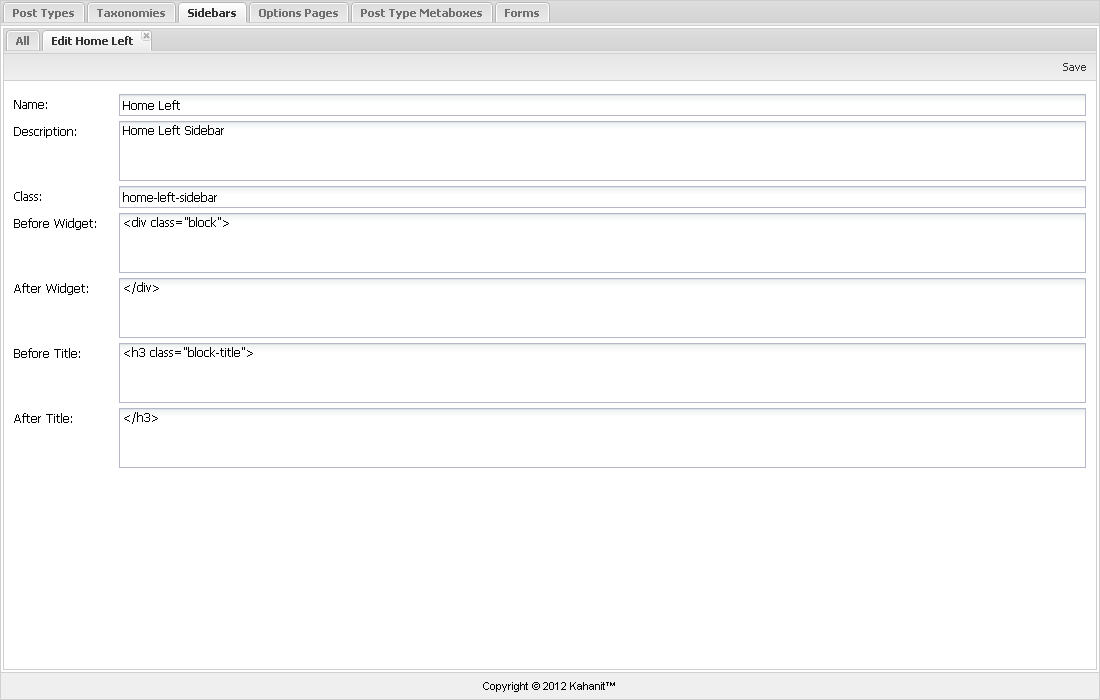 Post Types Taxonomies Sidebars Options Pages Post Type Metaboxes Forms
All Edit Home Left
Save
Name: Home Left
Description: Home Left Sidebar
Class: home-left-sidebar
Before Widget: <div class="block">
After Widget: </div>
Before Title: <h3 class="block-title">
After Title: </h3>
Copyright © 2012 Kahanit™